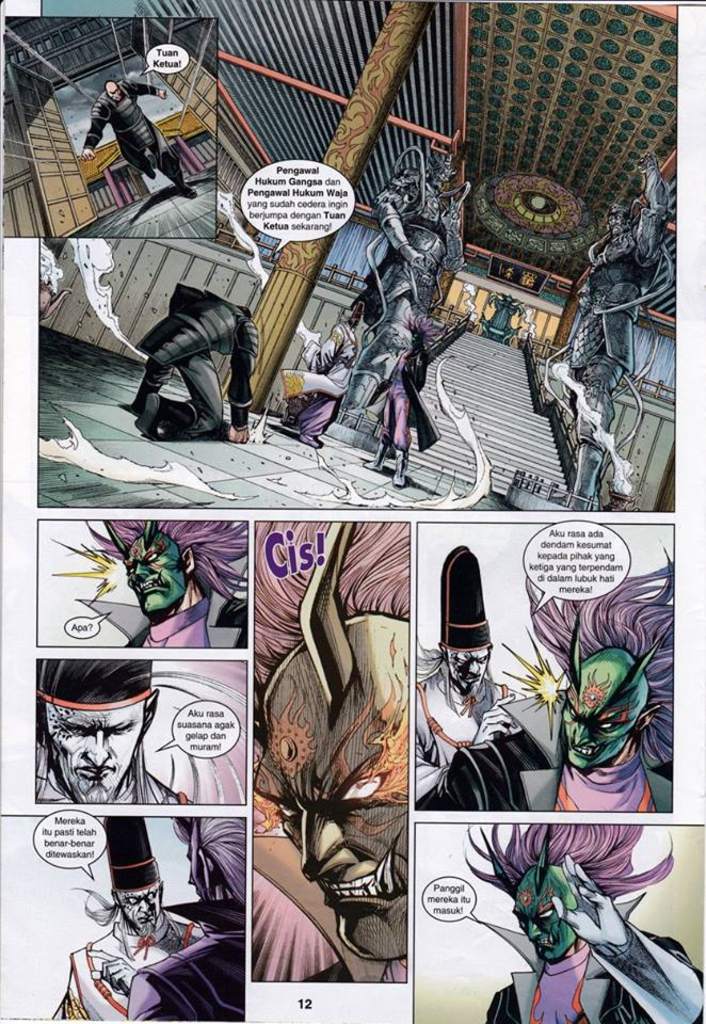 Tuan
Ketua!
Pengawal
Hukum Gangsa dan
Pengawal Hukum Waja
yang sudah cedera ingin
berjumpa dengan Tuan
Ketua sekarang!
Apa?
Cis!
Aku rasa ada
dendam kesumat
kepada pihak yang
ketiga yang terpendam
di dalam lubuk hati
mereka!
Aku rasa
suasana agak
gelap dan
muram!
Mereka
itu pasti telah
benar-benar
ditewaskan!
Panggil
mereka itu
masuk!
12